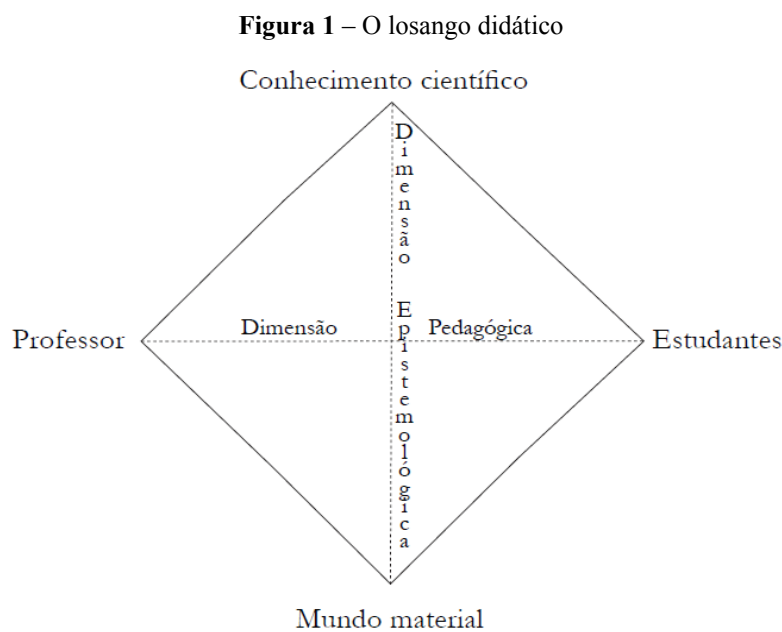 Figura 1 – O losango didático
Conhecimento científico
Dimensão Epistemológica
Professor
Dimensão Pedagógica
Estudantes
Mundo material